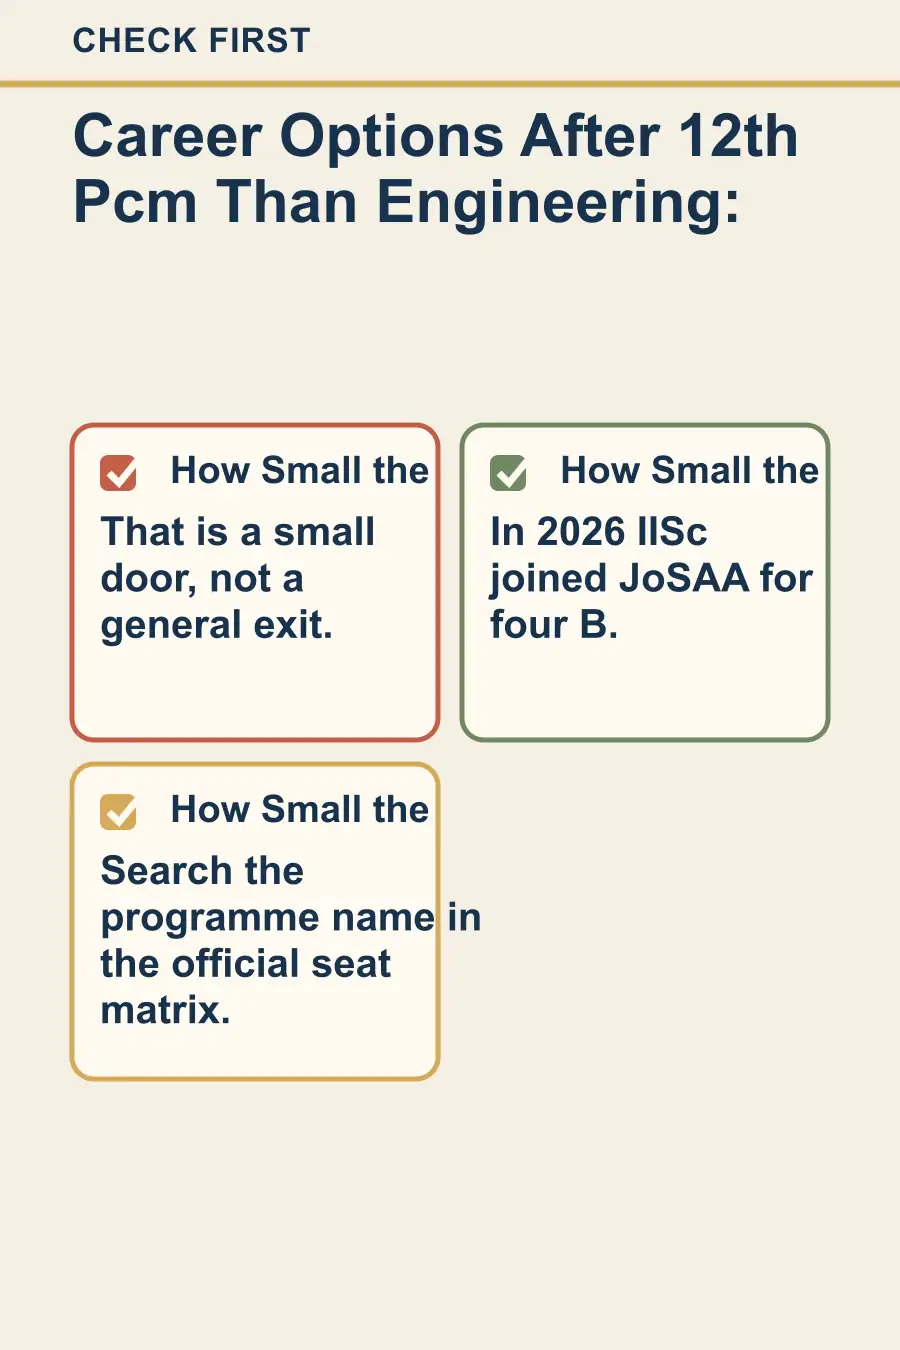 CHECK FIRST
Career Options After 12th
Pcm Than Engineering:
How Small the
That is a small
door, not a
general exit.
How Small the
In 2026 IISc
joined JoSAA for
four B.
How Small the
Search the
programme name in
the official seat
matrix.